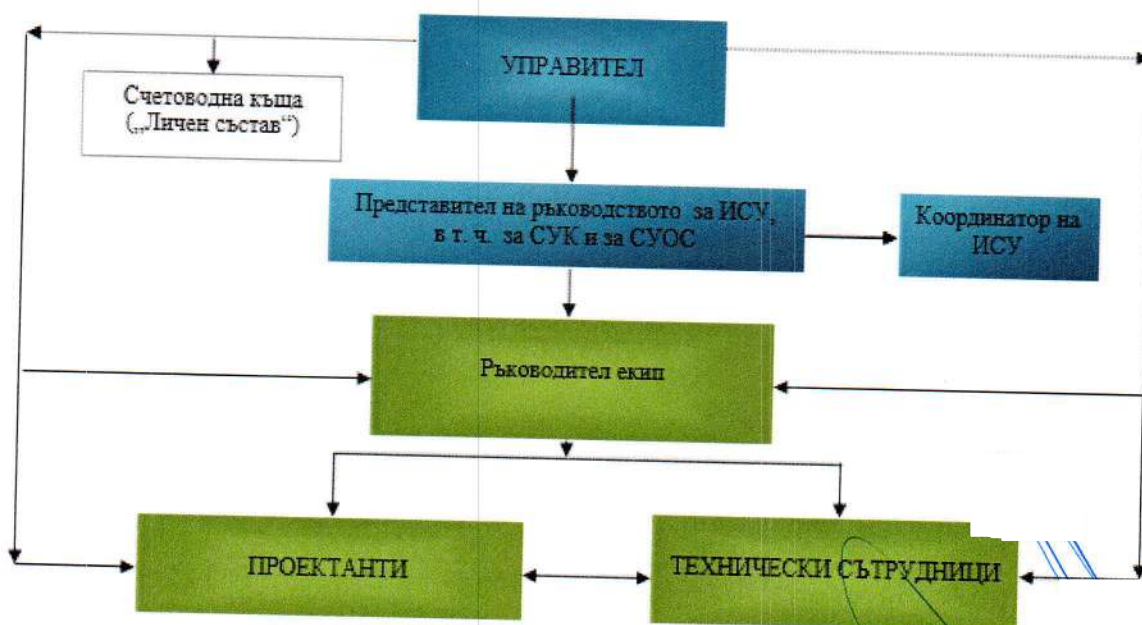 УПРАВИТЕЛ
Счетоводна къща
(„Личен състав“)
Представител на ръководството за ИСУ,
в т. ч. за СУК и за СУОС
Координатор на
ИСУ
Ръководител екип
ПРОЕКТАНТИ
ТЕХНИЧЕСКИ СЪТРУДНИЦИ